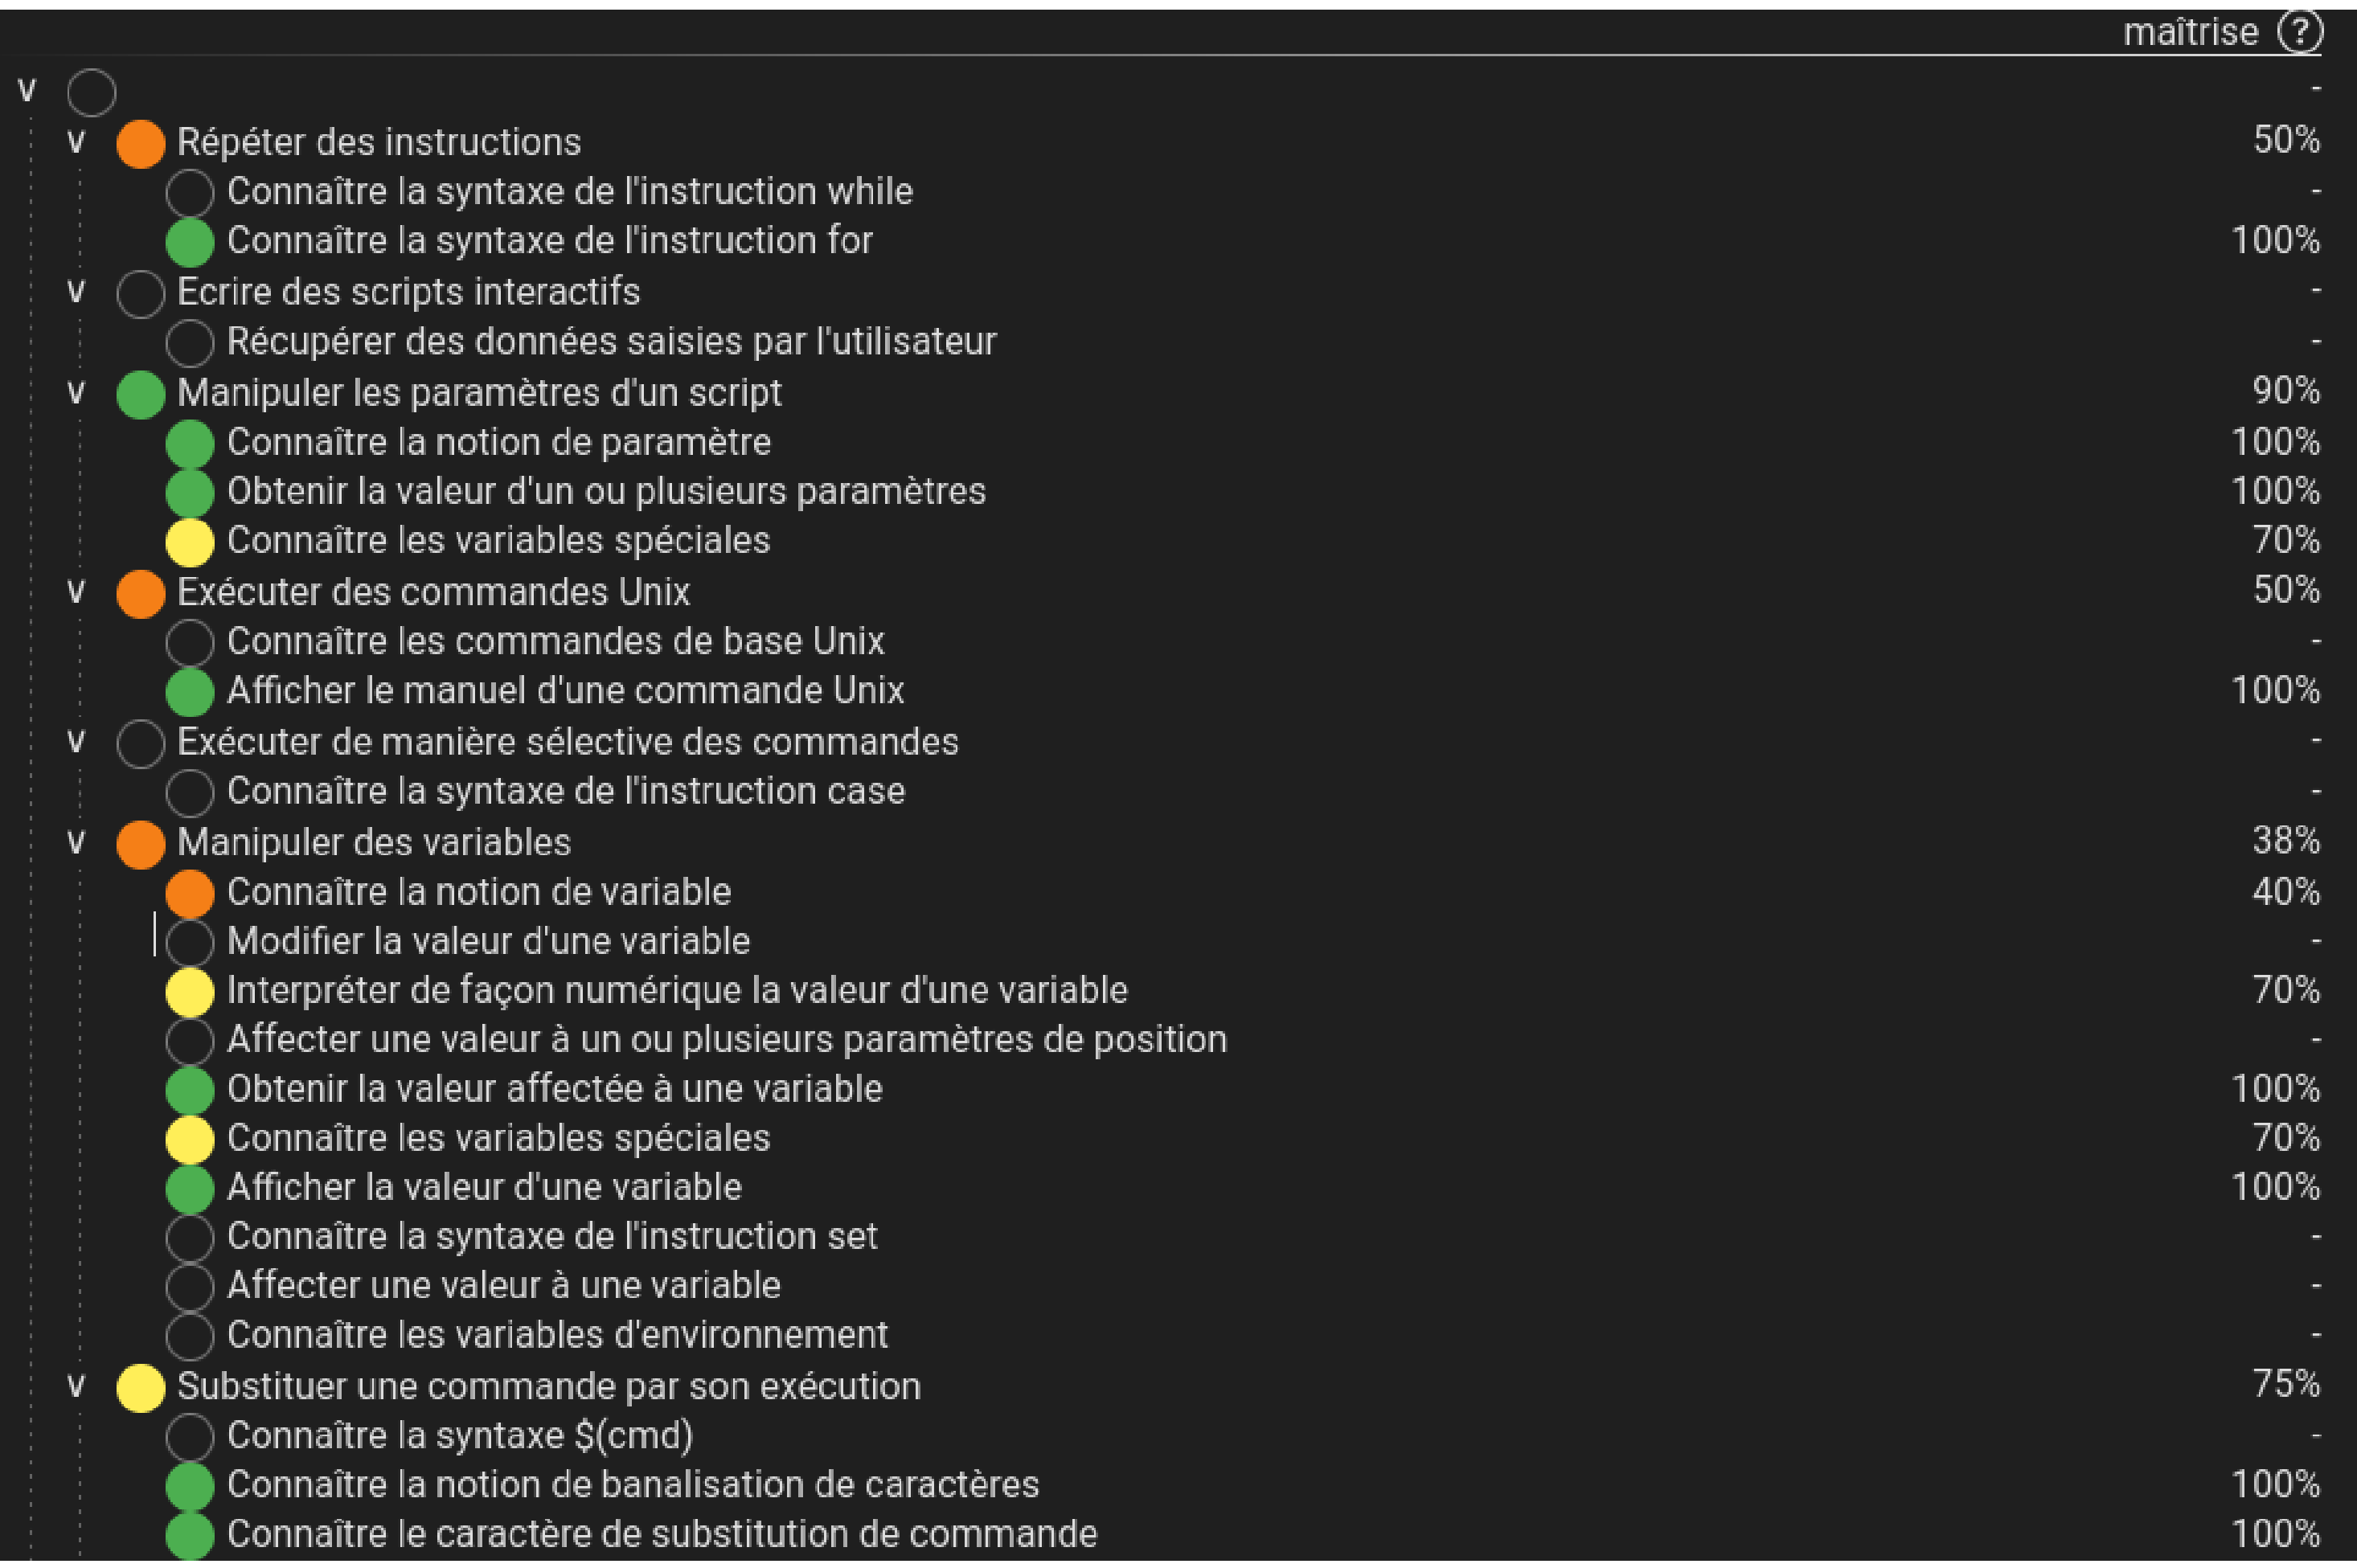 maîtrise ?
-
Répéter des instructions 50%
Connaître la syntaxe de l'instruction while -
Connaître la syntaxe de l'instruction for 100%
Ecrire des scripts interactifs -
Récupérer des données saisies par l'utilisateur -
Manipuler les paramètres d'un script 90%
Connaître la notion de paramètre 100%
Obtenir la valeur d'un ou plusieurs paramètres 100%
Connaître les variables spéciales 70%
Exécuter des commandes Unix 50%
Connaître les commandes de base Unix -
Afficher le manuel d'une commande Unix 100%
Exécuter de manière sélective des commandes -
Connaître la syntaxe de l'instruction case -
Manipuler des variables 38%
Connaître la notion de variable 40%
Modifier la valeur d'une variable -
Interpréter de façon numérique la valeur d'une variable 70%
Affecter une valeur à un ou plusieurs paramètres de position -
Obtenir la valeur affectée à une variable 100%
Connaître les variables spéciales 70%
Afficher la valeur d'une variable 100%
Connaître la syntaxe de l'instruction set -
Affecter une valeur à une variable -
Connaître les variables d'environnement -
Substituer une commande par son exécution 75%
Connaître la syntaxe $(cmd) -
Connaître la notion de banalisation de caractères 100%
Connaître le caractère de substitution de commande 100%